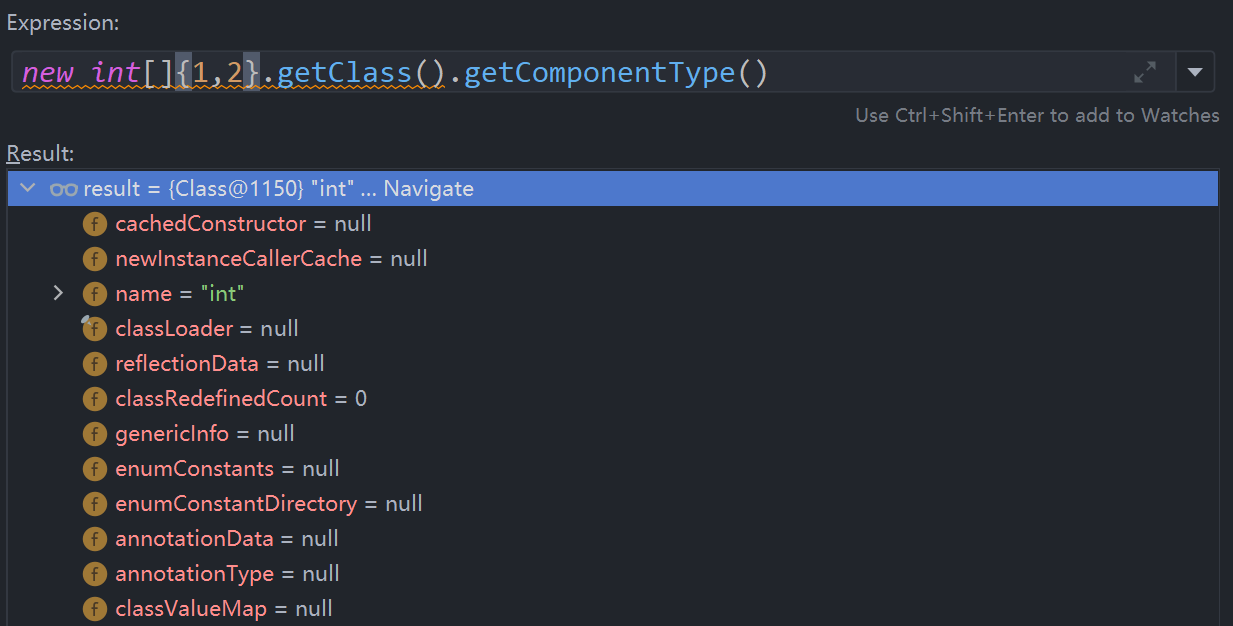 Expression:
new int[]{1,2}.getClass().getComponentType()
Use Ctrl+Shift+Enter to add to Watches
Result:
result = {Class@1150} "int" ... Navigate
f cachedConstructor = null
f newInstanceCallerCache = null
f name = "int"
f classLoader = null
f reflectionData = null
f classRedefinedCount = 0
f genericInfo = null
f enumConstants = null
f enumConstantDirectory = null
f annotationData = null
f annotationType = null
f classValueMap = null